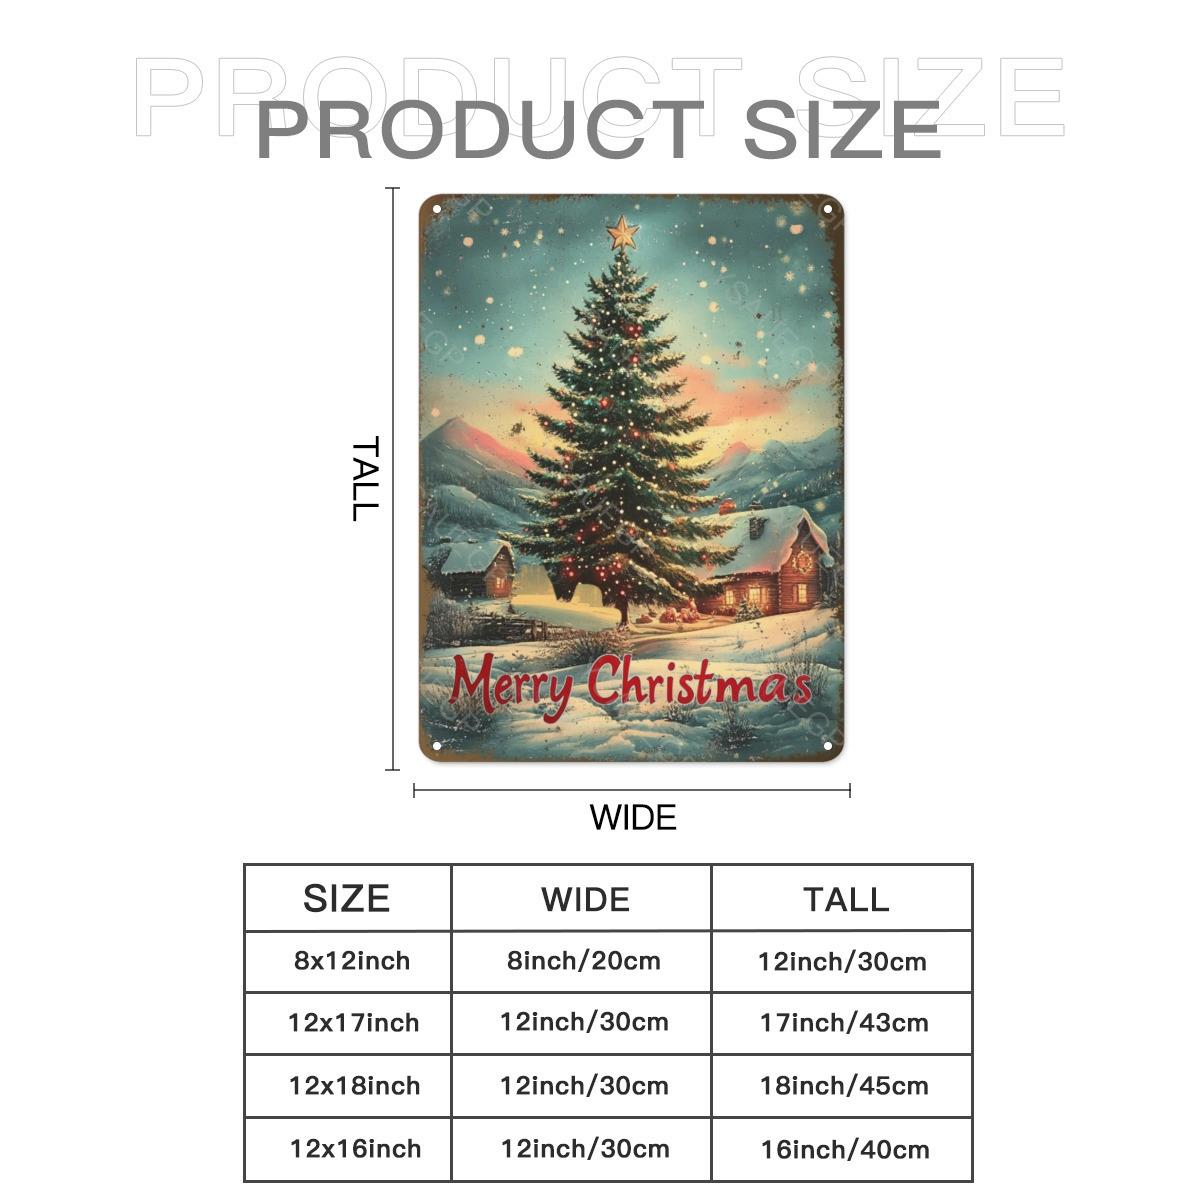 PRODUCT SIZE
PRODUCT SIZE
TALL
Merry Christmas
WIDE
SIZE WIDE TALL
8x12inch 8inch/20cm 12inch/30cm
12x17inch 12inch/30cm 17inch/43cm
12x18inch 12inch/30cm 18inch/45cm
12x16inch 12inch/30cm 16inch/40cm